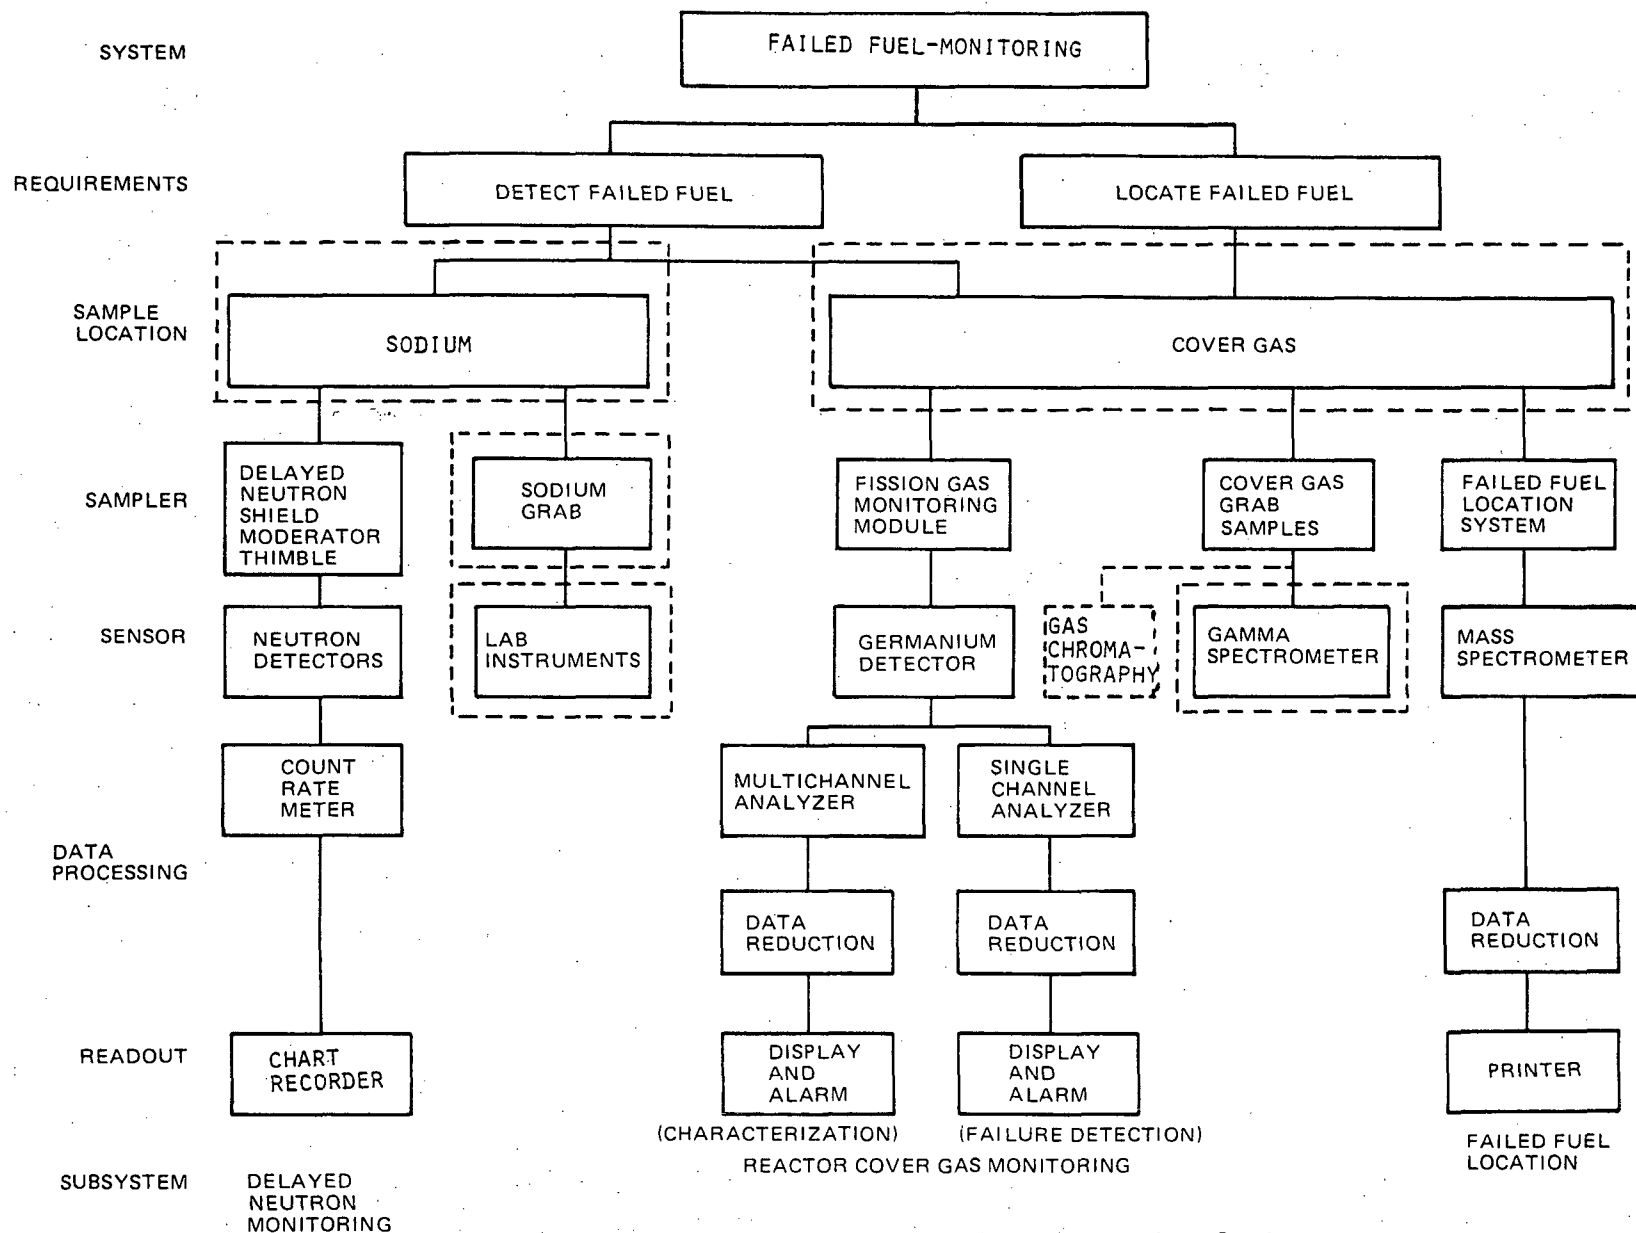 SYSTEM
FAILED FUEL-MONITORING
REQUIREMENTS
DETECT FAILED FUEL
LOCATE FAILED FUEL
SAMPLE
LOCATION
SODIUM
COVER GAS
SAMPLER
DELAYED
NEUTRON
SHIELD
MODERATOR
THIMBLE
SODIUM
GRAB
FISSION GAS
MONITORING
MODULE
COVER GAS
GRAB
SAMPLES
FAILED FUEL
LOCATION
SYSTEM
SENSOR
NEUTRON
DETECTORS
LAB
INSTRUMENTS
GERMANIUM
DETECTOR
GAS
CHROMA-
TOGRAPHY
GAMMA
SPECTROMETER
MASS
SPECTROMETER
DATA
PROCESSING
COUNT
RATE
METER
MULTICHANNEL
ANALYZER
SINGLE
CHANNEL
ANALYZER
DATA
REDUCTION
DATA
REDUCTION
DATA
REDUCTION
READOUT
CHART
RECORDER
DISPLAY
AND
ALARM
DISPLAY
AND
ALARM
PRINTER
(CHARACTERIZATION)
(FAILURE DETECTION)
REACTOR COVER GAS MONITORING
FAILED FUEL
LOCATION
SUBSYSTEM
DELAYED
NEUTRON
MONITORING